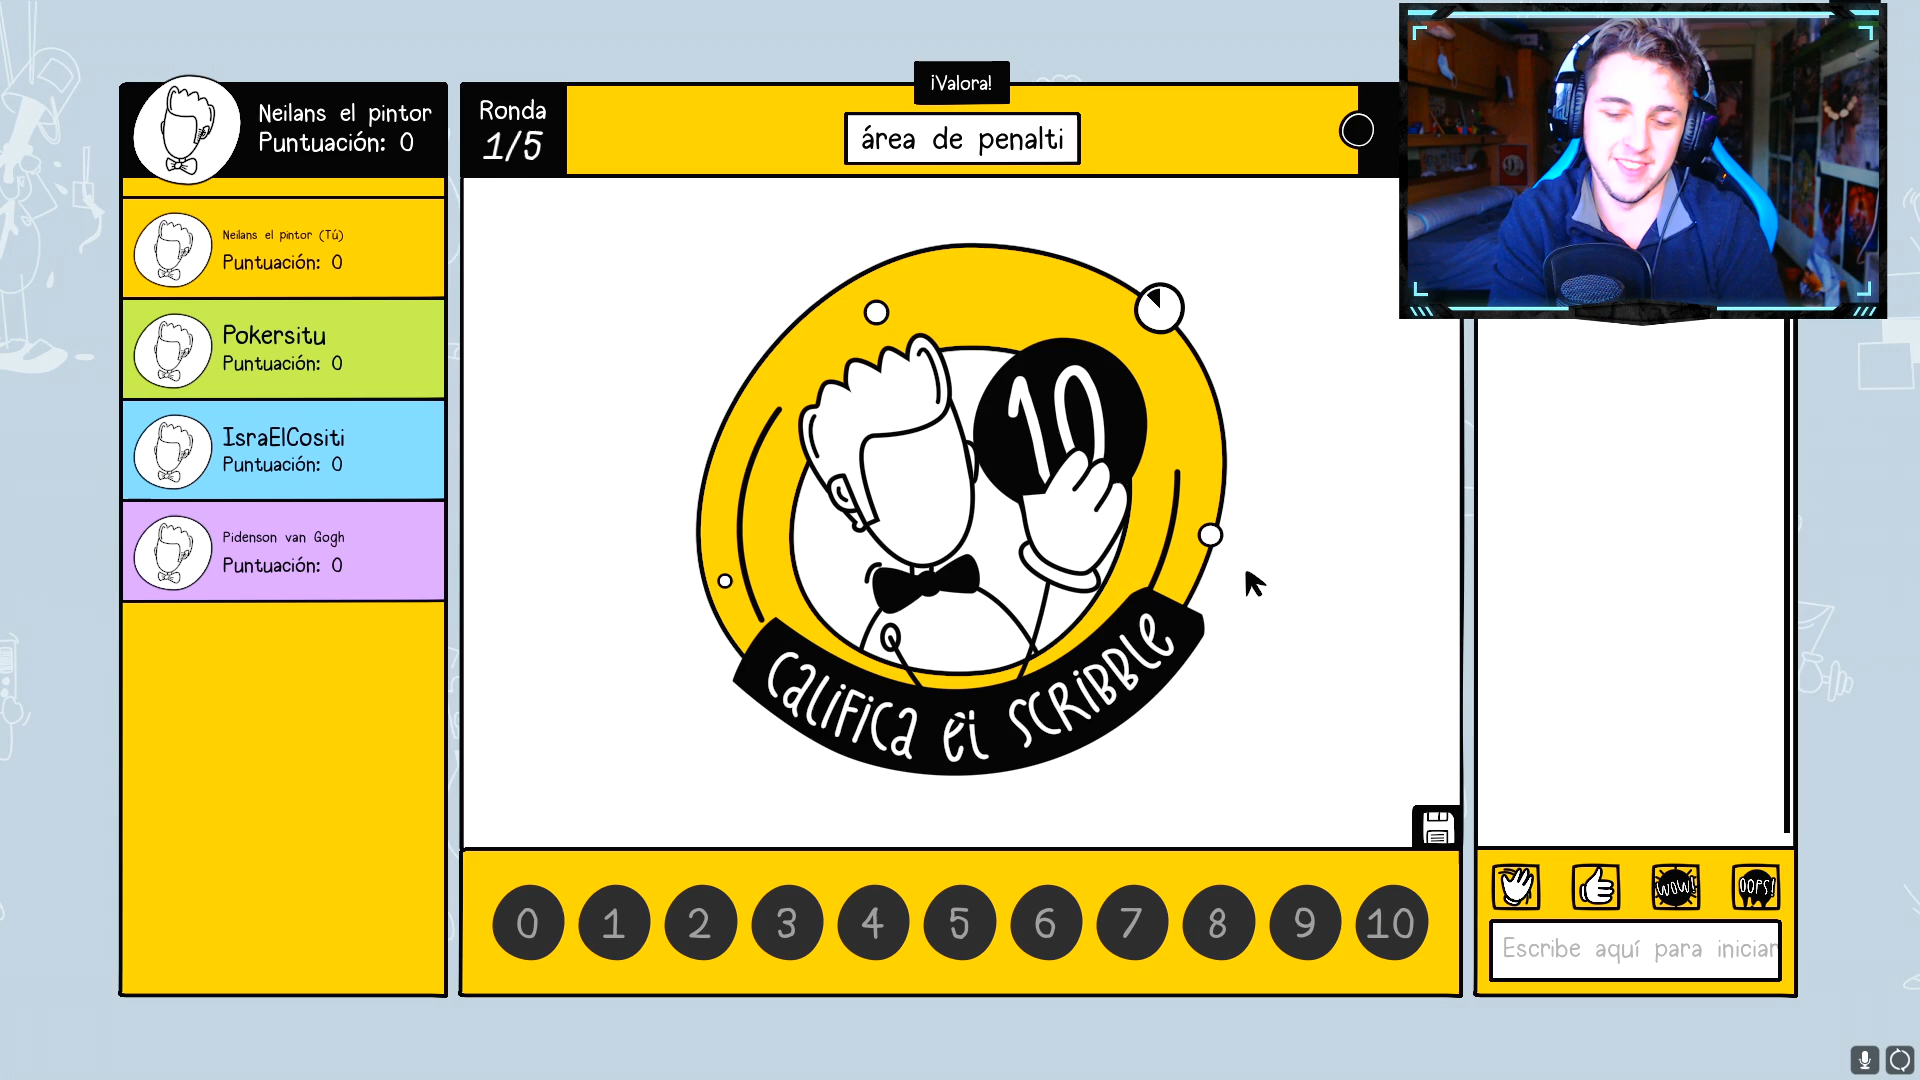 Neilans el pintor
Puntuación: 0
Neilans el pintor (Tú)
Puntuación: 0
Pokersitu
Puntuación: 0
IsraElCositi
Puntuación: 0
Pidenson van Gogh
Puntuación: 0
Ronda
1/5
¡Valora!
área de penalti
10
CALIFICA EL SCRIBBLE
0 1 2 3 4 5 6 7 8 9 10
WOW! OOPS!
Escribe aquí para iniciar